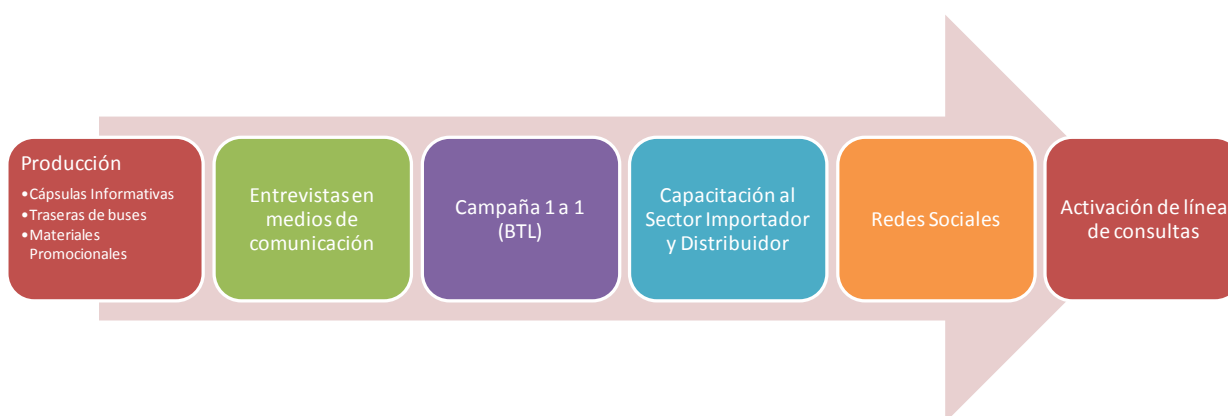 Producción
•Cápsulas Informativas
•Traseras de buses
•Materiales
Promocionales
Entrevistas en
medios de
comunicación
Campaña 1 a 1
(BTL)
Capacitación al
Sector Importador
y Distribuidor
Redes Sociales
Activación de línea
de consultas